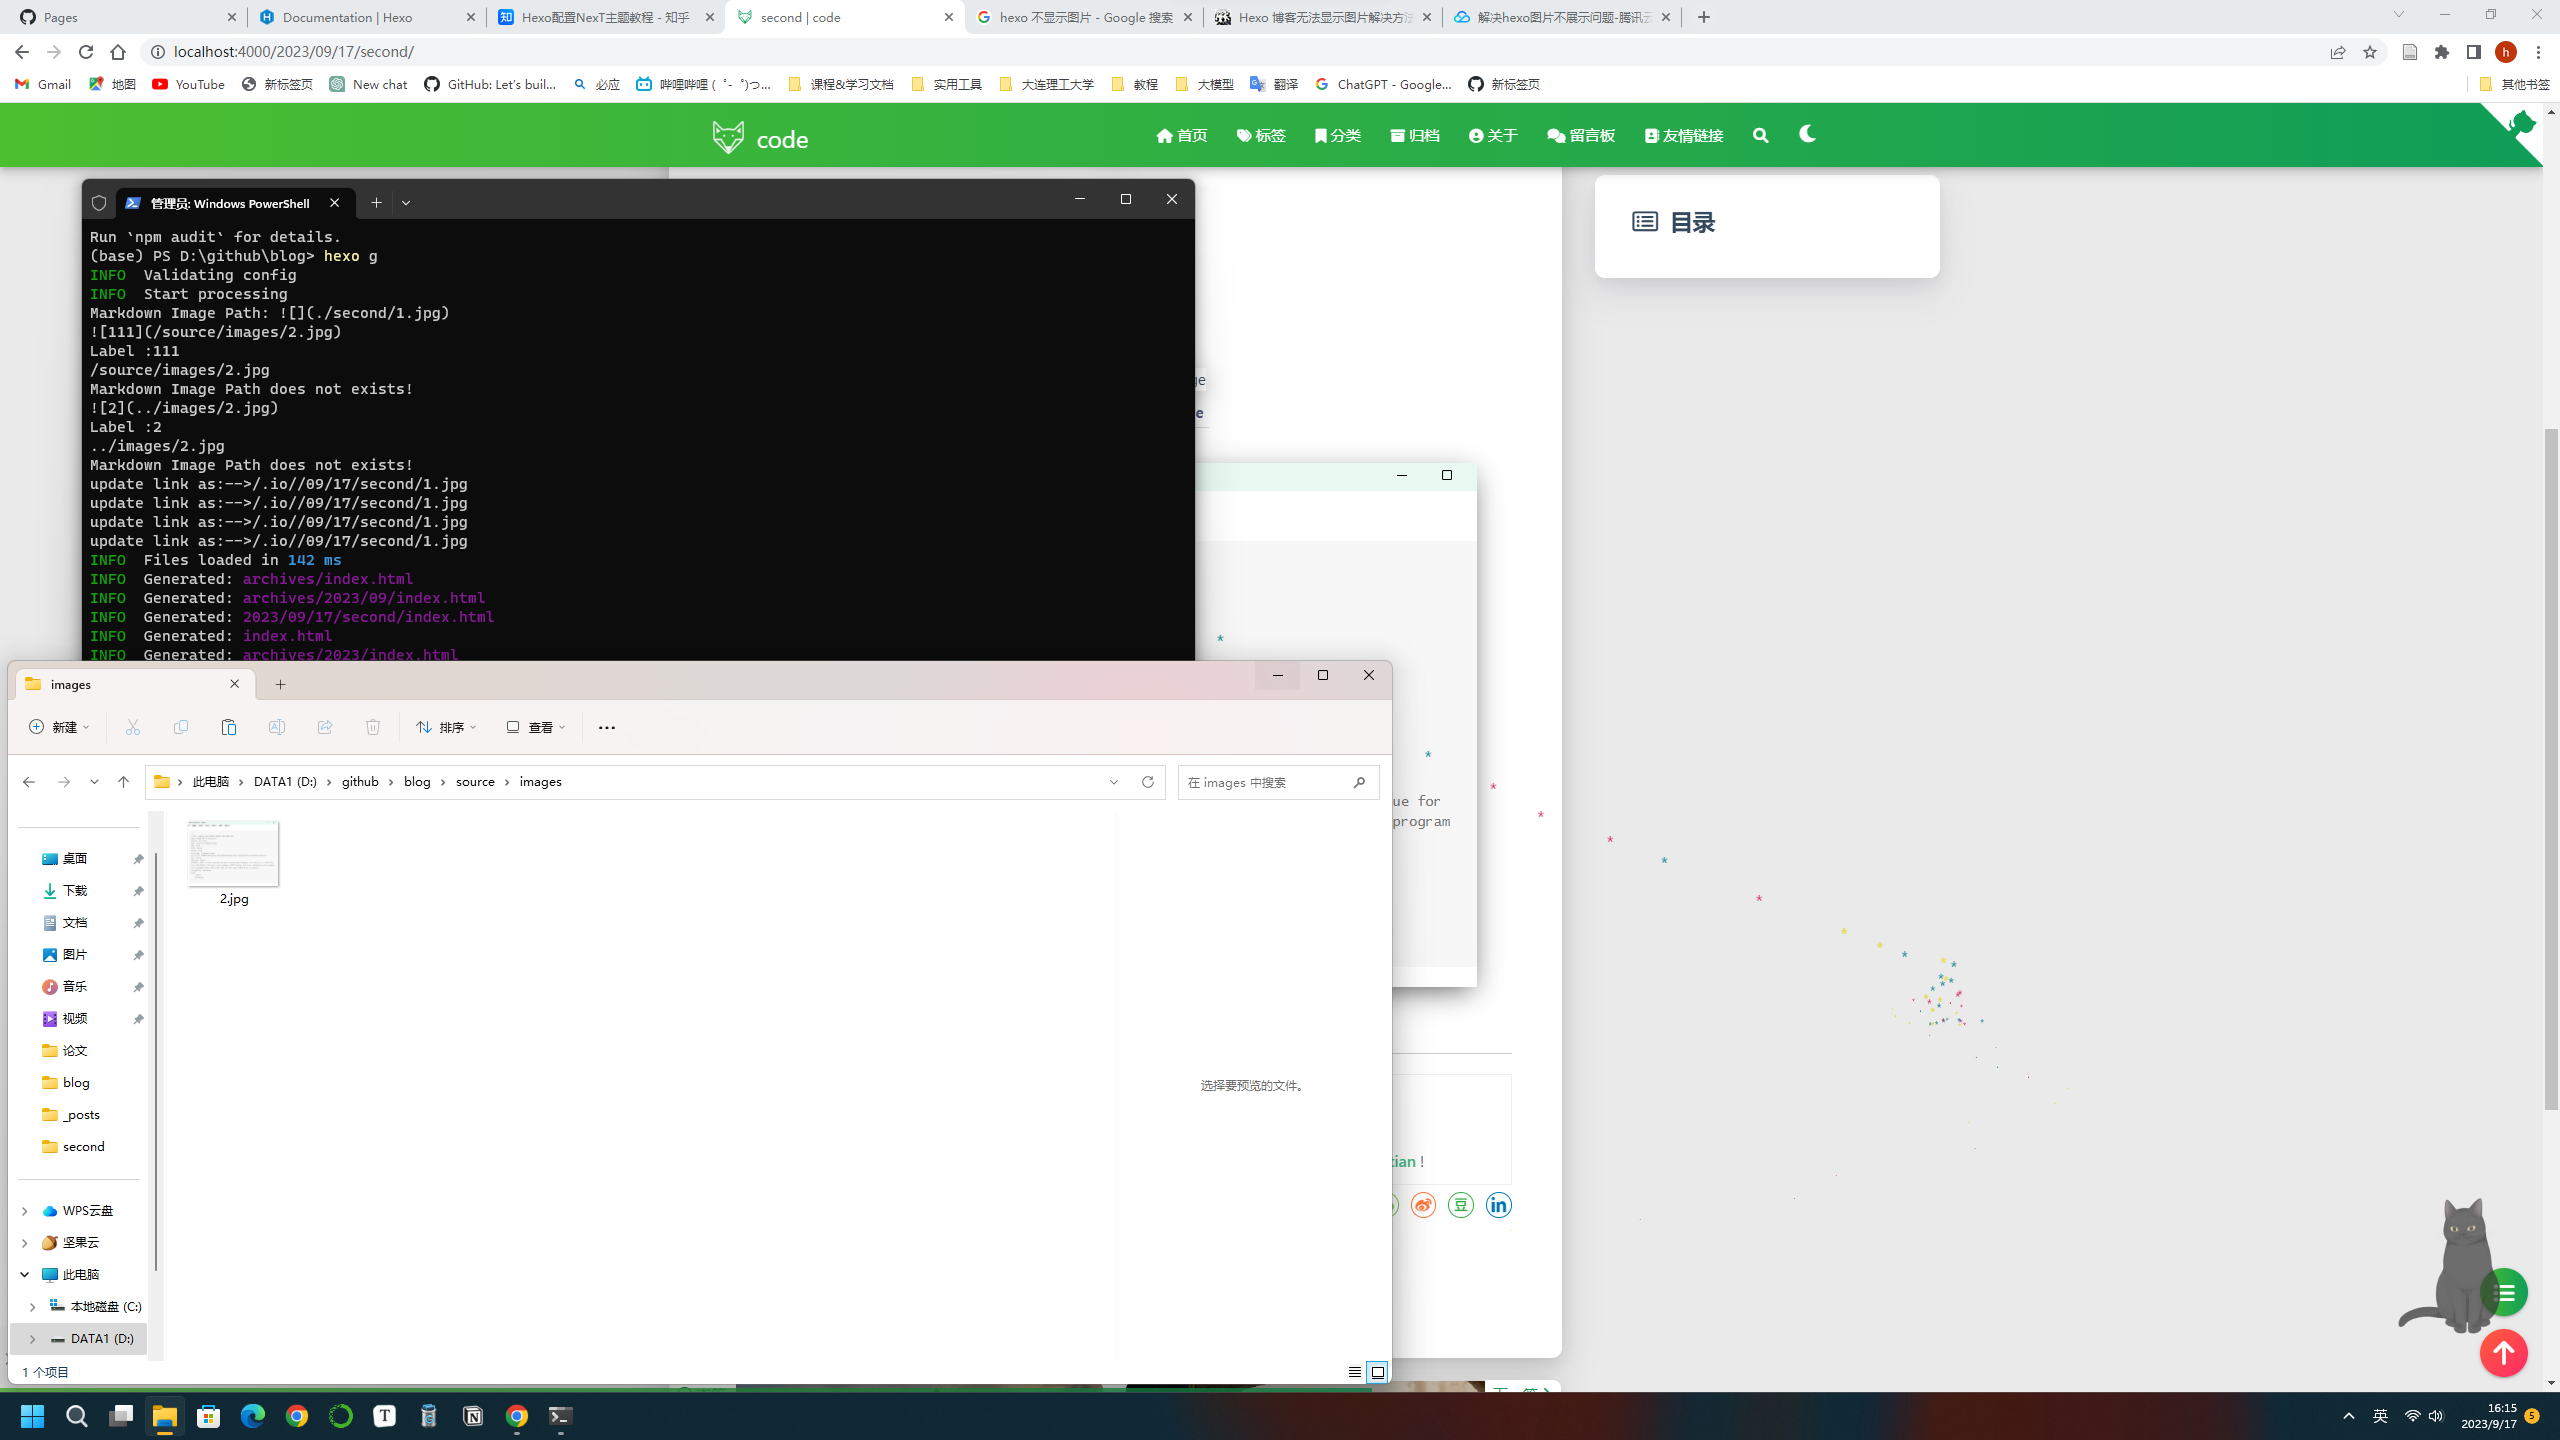 Pages
Documentation | Hexo
Hexo配置NexT主题教程 - 知乎
second | code
hexo 不显示图片 - Google 搜索
Hexo 博客无法显示图片解决方法
解决hexo图片不展示问题-腾讯云
localhost:4000/2023/09/17/second/
h
Gmail
地图
YouTube
新标签页
New chat
GitHub: Let's buil...
必应
哔哩哔哩 ( ゜- ゜)つ...
课程&学习文档
实用工具
大连理工大学
教程
大模型
翻译
ChatGPT - Google...
新标签页
其他书签
code
首页
标签
分类
归档
关于
留言板
友情链接
目录
管理员: Windows PowerShell
Run `npm audit` for details.
(base) PS D:\github\blog> hexo g
INFO  Validating config
INFO  Start processing
Markdown Image Path: ![](./second/1.jpg)
![111](/source/images/2.jpg)
Label :111
/source/images/2.jpg
Markdown Image Path does not exists!
![2](../images/2.jpg)
Label :2
../images/2.jpg
Markdown Image Path does not exists!
update link as:-->/.io//09/17/second/1.jpg
update link as:-->/.io//09/17/second/1.jpg
update link as:-->/.io//09/17/second/1.jpg
update link as:-->/.io//09/17/second/1.jpg
INFO  Files loaded in 142 ms
INFO  Generated: archives/index.html
INFO  Generated: archives/2023/09/index.html
INFO  Generated: 2023/09/17/second/index.html
INFO  Generated: index.html
INFO  Generated: archives/2023/index.html
ge
e
ue for
program
tian !
豆
in
images
新建
排序
查看
此电脑 › DATA1 (D:) › github › blog › source › images
在 images 中搜索
桌面
下载
文档
图片
音乐
视频
论文
blog
_posts
second
WPS云盘
坚果云
此电脑
本地磁盘 (C:)
DATA1 (D:)
2.jpg
选择要预览的文件。
1 个项目
英
16:15
2023/9/17
5